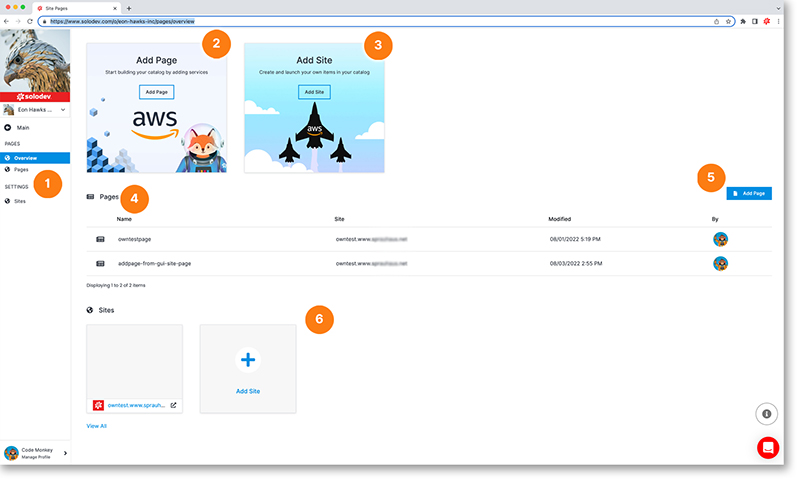 Site Pages
https://www.solodev.com/s/eon-hawks-inc/pages/overview
solodev
Eon Hawks ...
Main
PAGES
Overview
Pages
1
SETTINGS
Sites
2
Add Page
Start building your catalog by adding services
Add Page
aws
3
Add Site
Create and launch your own items in your catalog
Add Site
aws
4
Pages
5
Add Page
Name Site Modified By
owntestpage owntest.www. 08/01/2022 5:19 PM
addpage-from-gui-site-page owntest.www. 08/03/2022 2:55 PM
Displaying 1 to 2 of 2 items
Sites
6
owntest.www.sprauh...
Add Site
View All
Code Monkey
Manage Profile